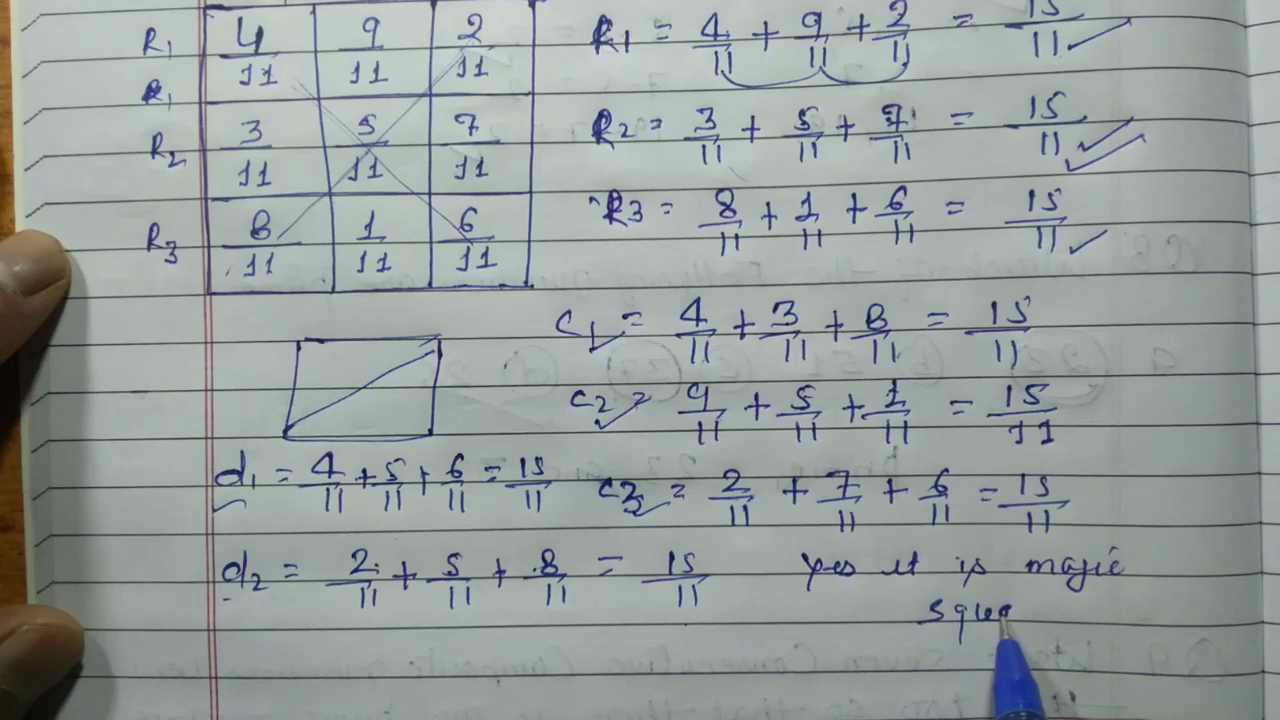 R1 4/11 9/11 2/11
R1
R2 3/11 5/11 7/11
R3 8/11 1/11 6/11
R1 = 4/11 + 9/11 + 2/11 = 15/11 ✓
R2 = 3/11 + 5/11 + 7/11 = 15/11 ✓✓
R3 = 8/11 + 1/11 + 6/11 = 15/11 ✓
C1 ✓ = 4/11 + 3/11 + 8/11 = 15/11
C2 ✓ = 9/11 + 5/11 + 1/11 = 15/11
C3 ✓ = 2/11 + 7/11 + 6/11 = 15/11
d1 = 4/11 + 5/11 + 6/11 = 15/11
d2 = 2/11 + 5/11 + 8/11 = 15/11
Yes it is majic